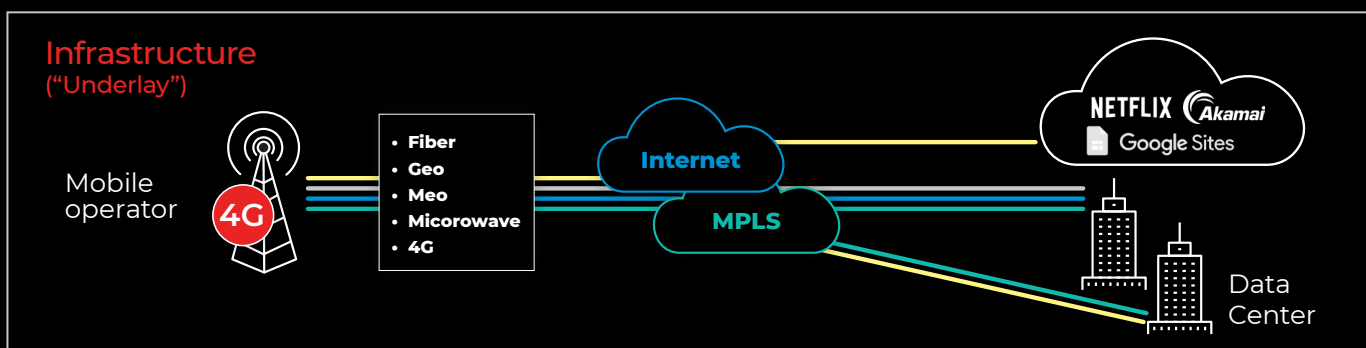 Infrastructure
(“Underlay”)
Mobile
operator
4G
• Fiber
• Geo
• Meo
• Micorowave
• 4G
Internet
MPLS
NETFLIX Akamai
Google Sites
Data
Center